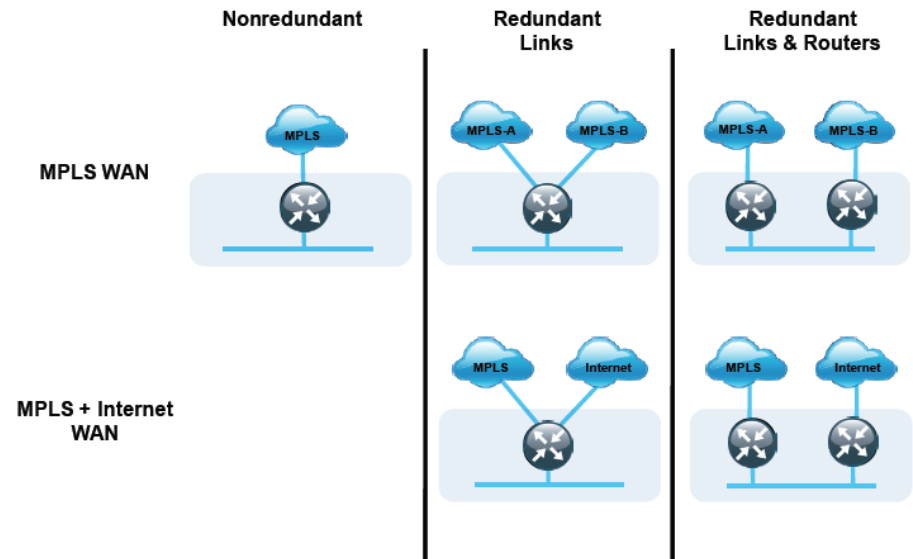 Nonredundant
Redundant
Links
Redundant
Links & Routers
MPLS WAN
MPLS
MPLS-A
MPLS-B
MPLS-A
MPLS-B
MPLS + Internet
WAN
MPLS
Internet
MPLS
Internet